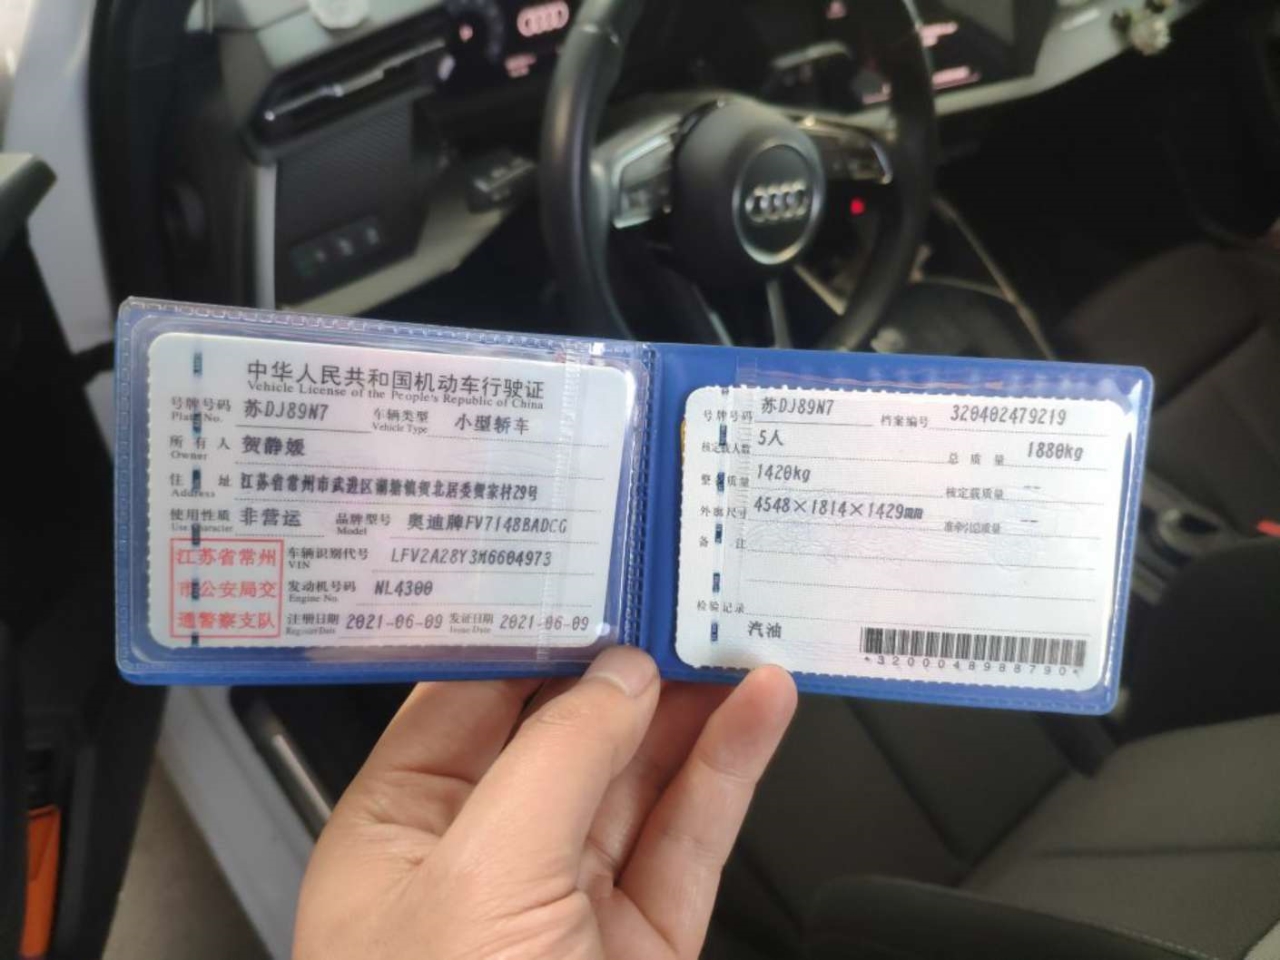 中华人民共和国机动车行驶证
Vehicle License of the People's Republic of China
号牌号码 苏DJ89N7 车辆类型 小型轿车
Plate No. Vehicle Type
所有人 贺静媛
Owner
住址 江苏省常州市武进区湖塘镇贺北居委贺家村29号
Address
使用性质 非营运 品牌型号 奥迪牌FV7148BADCG
Use Character Model
江苏省常州
市公安局交
通警察支队
车辆识别代号 LFV2A28Y3M6604973
VIN
发动机号码 NL4300
Engine No.
注册日期 2021-06-09 发证日期 2021-06-09
Register Date Issue Date
号牌号码 苏DJ89N7 档案编号 320402479219
核定载人数 5人 总质量 1880kg
整备质量 1420kg 核定载质量 --
外廓尺寸 4548×1814×1429mm 准牵引总质量 --
备注
检验记录
汽油
*3200048988790*